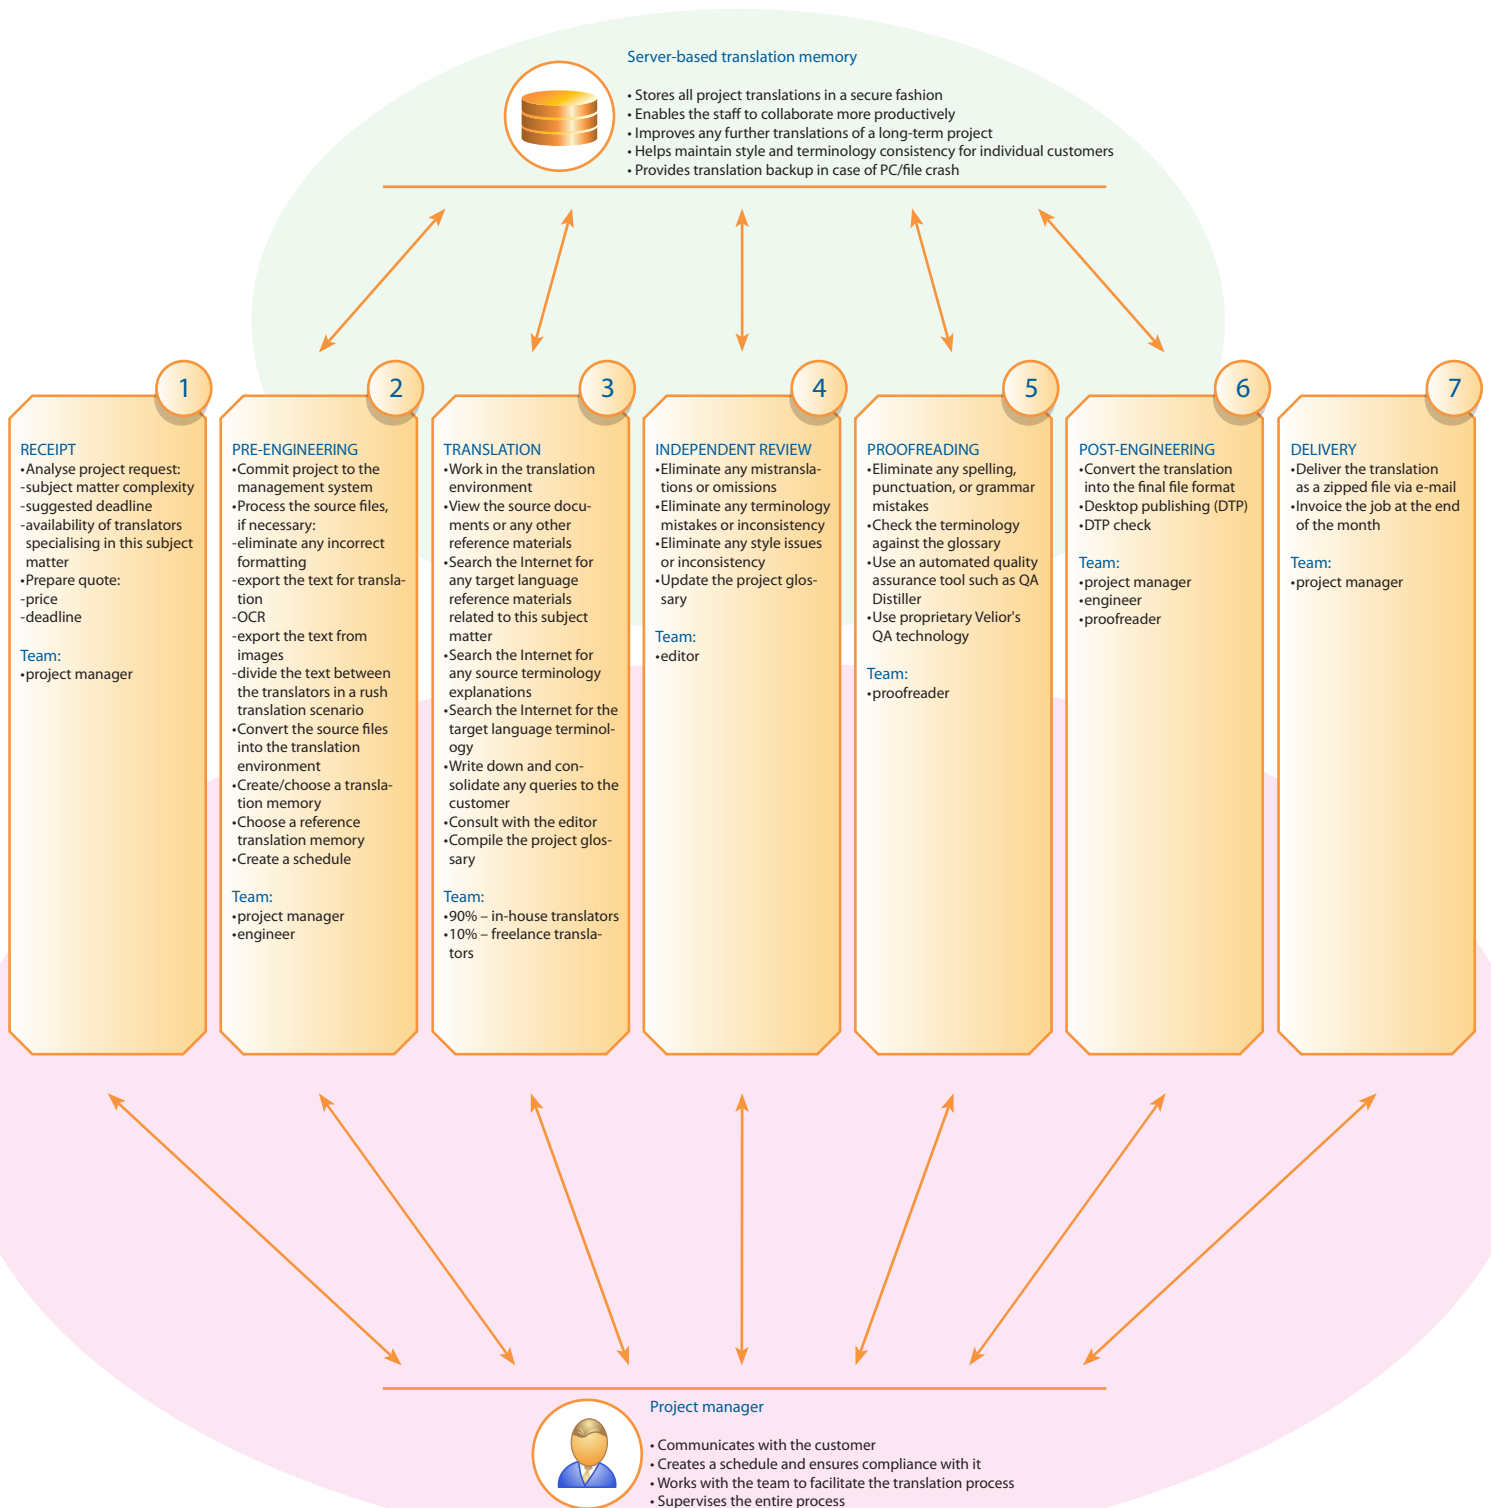 Server-based translation memory
• Stores all project translations in a secure fashion
• Enables the staff to collaborate more productively
• Improves any further translations of a long-term project
• Helps maintain style and terminology consistency for individual customers
• Provides translation backup in case of PC/file crash
1
RECEIPT
•Analyse project request:
-subject matter complexity
-suggested deadline
-availability of translators
specialising in this subject
matter
•Prepare quote:
-price
-deadline
Team:
•project manager
2
PRE-ENGINEERING
•Commit project to the
management system
•Process the source files,
if necessary:
-eliminate any incorrect
formatting
-export the text for transla-
tion
-OCR
-export the text from
images
-divide the text between
the translators in a rush
translation scenario
•Convert the source files
into the translation
environment
•Create/choose a transla-
tion memory
•Choose a reference
translation memory
•Create a schedule
Team:
•project manager
•engineer
3
TRANSLATION
•Work in the translation
environment
•View the source docu-
ments or any other
reference materials
•Search the Internet for
any target language
reference materials
related to this subject
matter
•Search the Internet for
any source terminology
explanations
•Search the Internet for the
target language terminol-
ogy
•Write down and con-
solidate any queries to the
customer
•Consult with the editor
•Compile the project glos-
sary
Team:
•90% – in-house translators
•10% – freelance transla-
tors
4
INDEPENDENT REVIEW
•Eliminate any mistransla-
tions or omissions
•Eliminate any terminology
mistakes or inconsistency
•Eliminate any style issues
or inconsistency
•Update the project glos-
sary
Team:
•editor
5
PROOFREADING
•Eliminate any spelling,
punctuation, or grammar
mistakes
•Check the terminology
against the glossary
•Use an automated quality
assurance tool such as QA
Distiller
•Use proprietary Velior's
QA technology
Team:
•proofreader
6
POST-ENGINEERING
•Convert the translation
into the final file format
•Desktop publishing (DTP)
•DTP check
Team:
•project manager
•engineer
•proofreader
7
DELIVERY
•Deliver the translation
as a zipped file via e-mail
•Invoice the job at the end
of the month
Team:
•project manager
Project manager
• Communicates with the customer
• Creates a schedule and ensures compliance with it
• Works with the team to facilitate the translation process
• Supervises the entire process